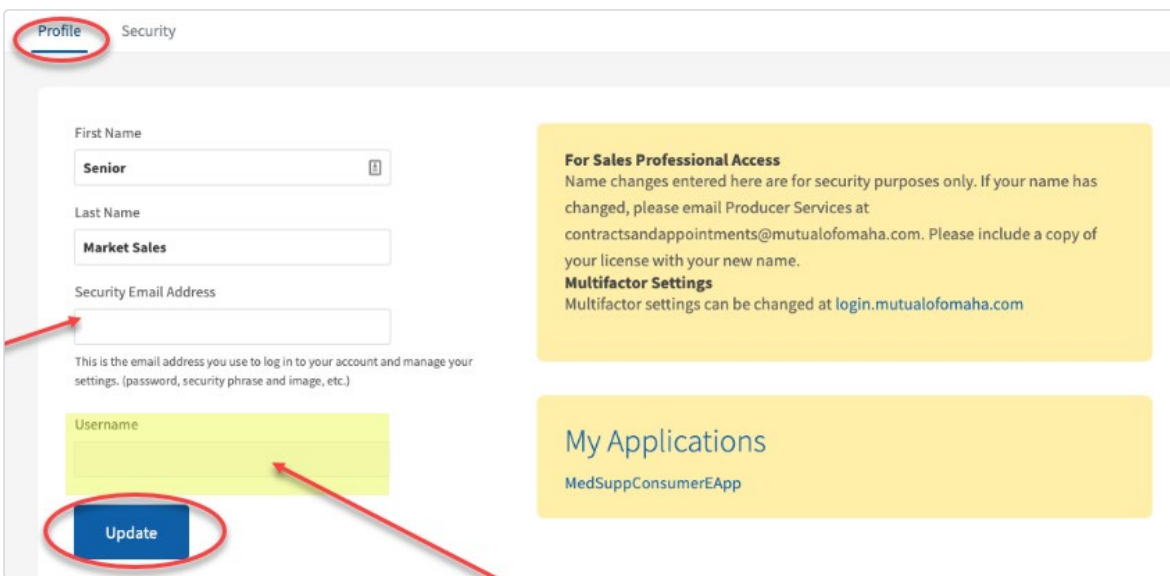 Profile Security
First Name
Senior
Last Name
Market Sales
Security Email Address
This is the email address you use to log in to your account and manage your
settings. (password, security phrase and image, etc.)
Username
Update
For Sales Professional Access
Name changes entered here are for security purposes only. If your name has
changed, please email Producer Services at
contractsandappointments@mutualofomaha.com. Please include a copy of
your license with your new name.
Multifactor Settings
Multifactor settings can be changed at login.mutualofomaha.com
My Applications
MedSuppConsumerEApp